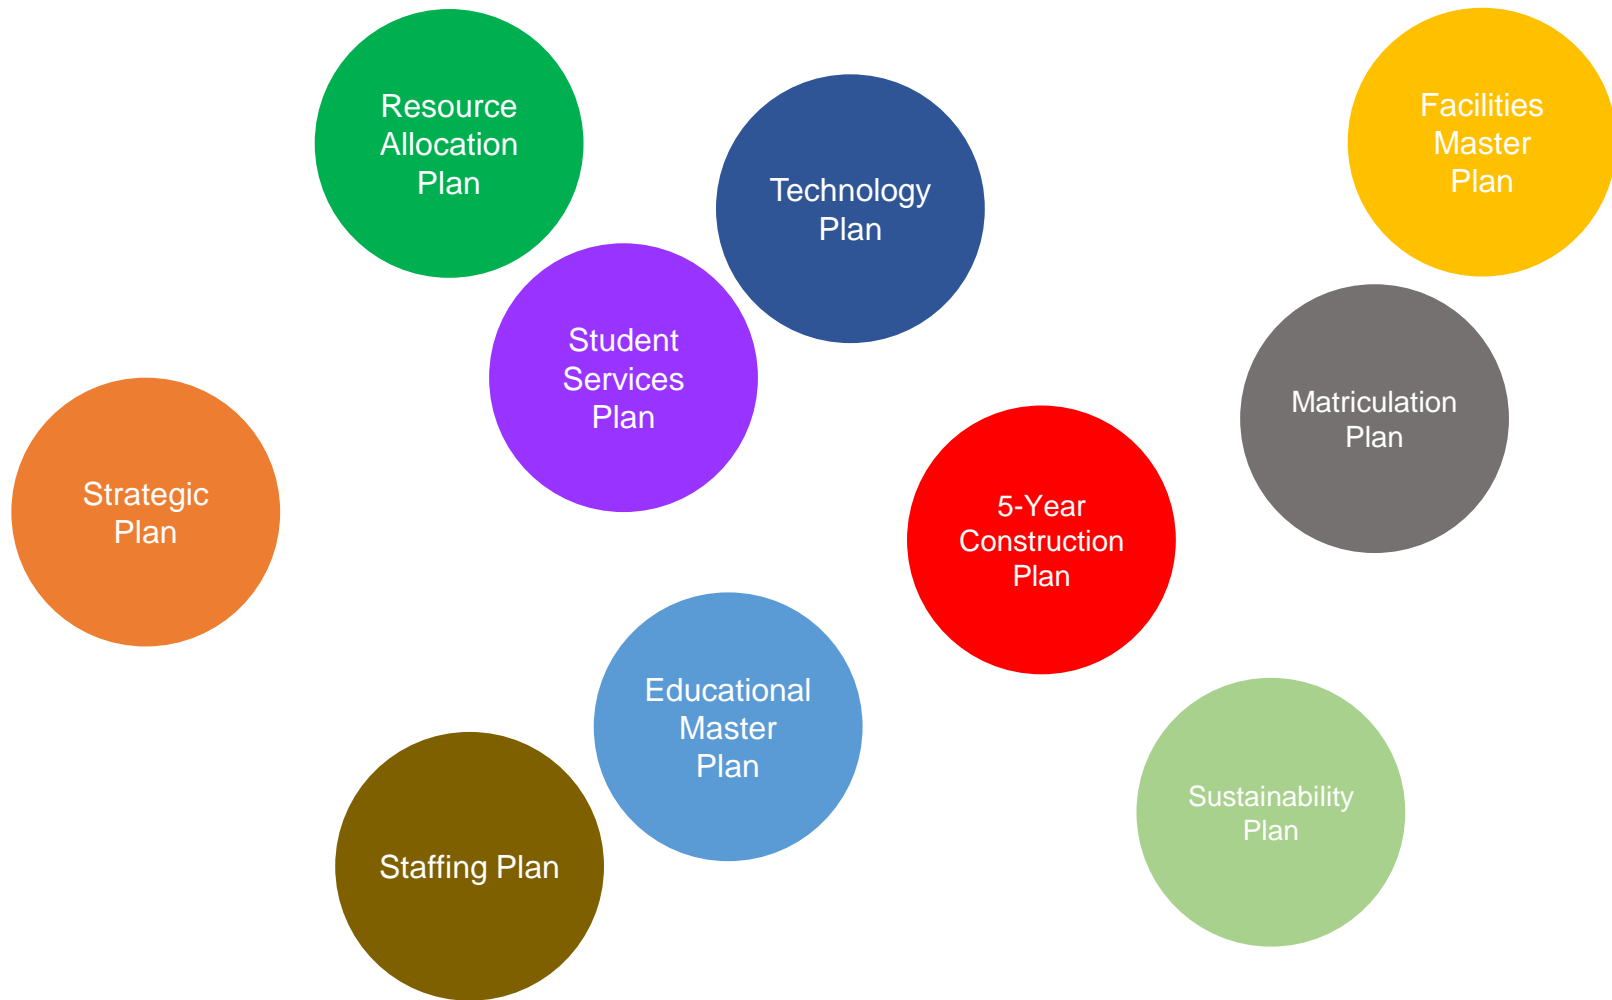 Resource
Allocation
Plan
Technology
Plan
Facilities
Master
Plan
Student
Services
Plan
Matriculation
Plan
Strategic
Plan
5-Year
Construction
Plan
Educational
Master
Plan
Sustainability
Plan
Staffing Plan